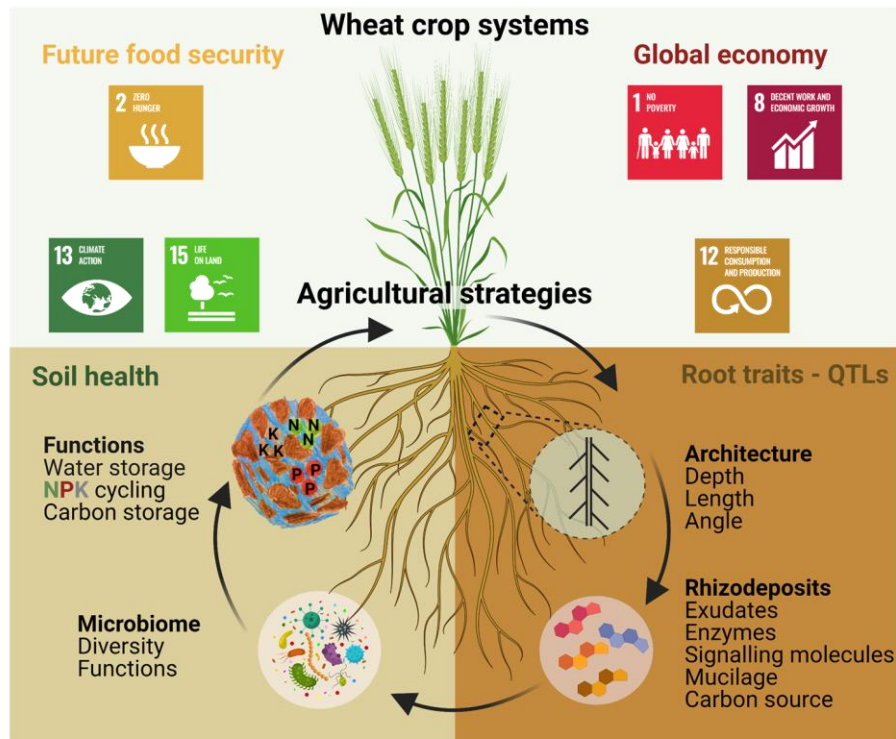 Wheat crop systems
Future food security
Global economy
2 ZERO
HUNGER
1 NO
POVERTY
8 DECENT WORK AND
ECONOMIC GROWTH
13 CLIMATE
ACTION
15 LIFE
ON LAND
12 RESPONSIBLE
CONSUMPTION
AND PRODUCTION
Agricultural strategies
Soil health
Root traits - QTLs
Functions
Water storage
NPK cycling
Carbon storage
K
K K
N N
N
P P
P
Architecture
Depth
Length
Angle
Microbiome
Diversity
Functions
Rhizodeposits
Exudates
Enzymes
Signalling molecules
Mucilage
Carbon source